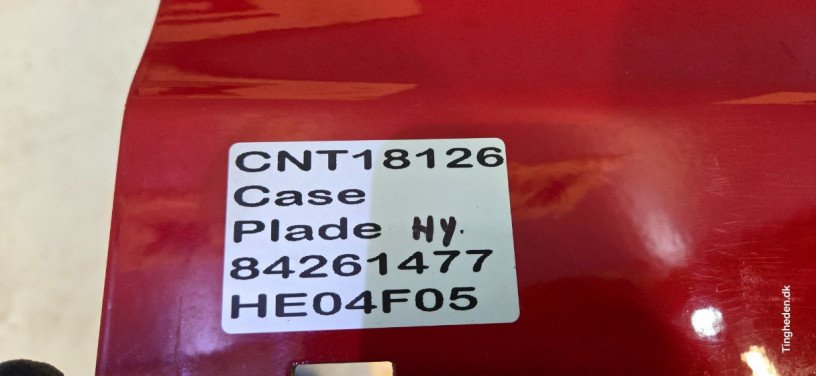 CNT18126
Case
Plade Hy.
84261477
HE04F05
Tingheden.dk